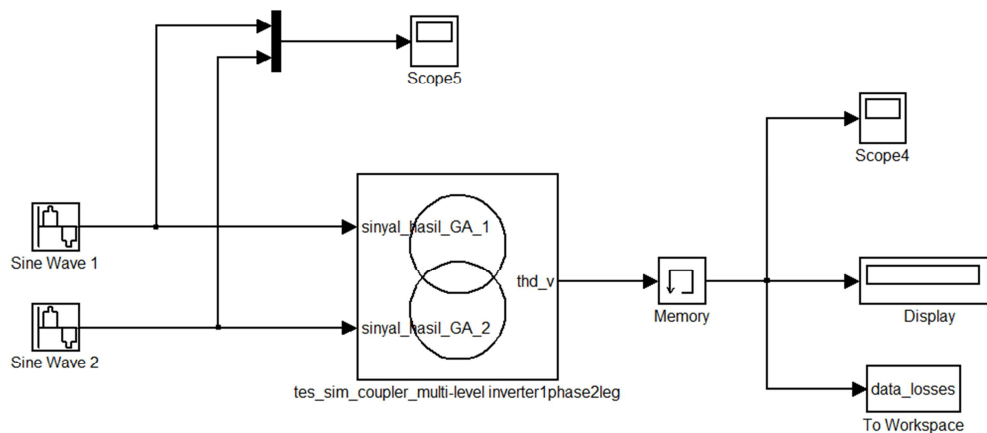 Scope5
Scope4
sinyal_hasil_GA_1
Sine Wave 1
thd_v
Memory
Display
sinyal_hasil_GA_2
Sine Wave 2
tes_sim_coupler_multi-level inverter1phase2leg
data_losses
To Workspace